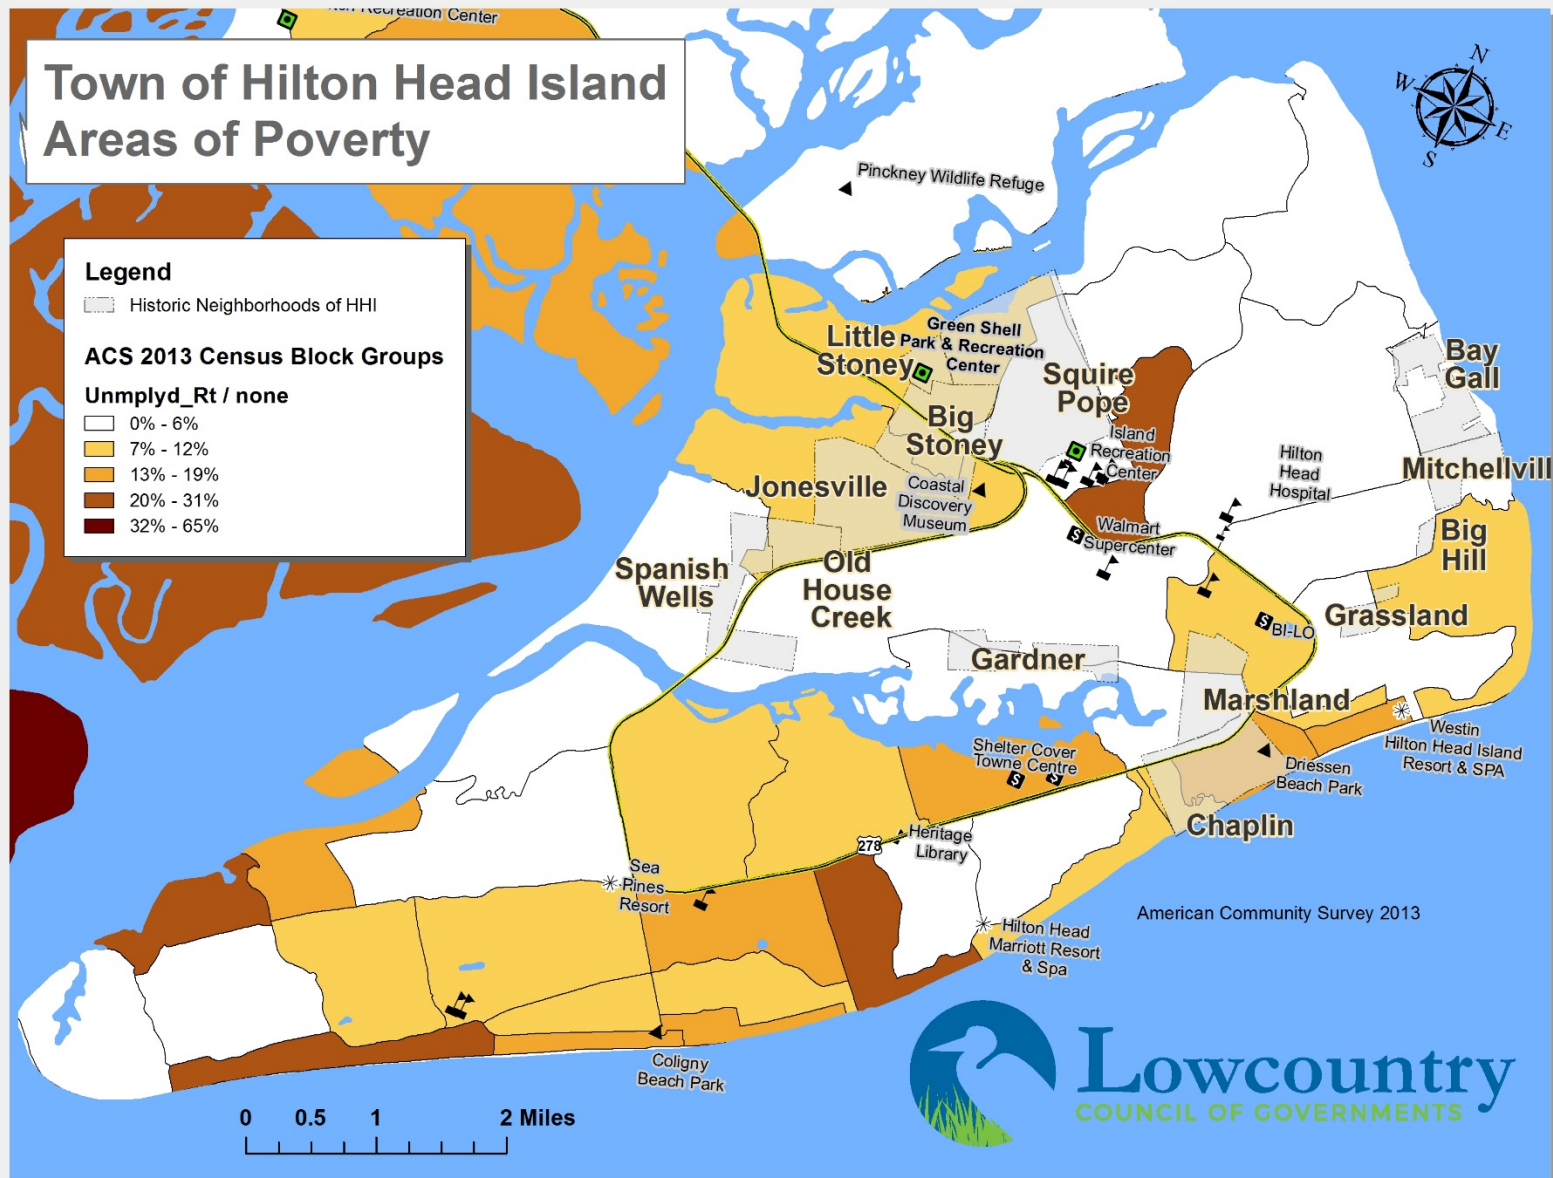 Recreation Center
Town of Hilton Head Island
Areas of Poverty
N
W
E
S
Pinckney Wildlife Refuge
Legend
Historic Neighborhoods of HHI
ACS 2013 Census Block Groups
Unmplyd_Rt / none
0% - 6%
7% - 12%
13% - 19%
20% - 31%
32% - 65%
Little
Stoney
Green Shell
Park & Recreation
Center
Squire
Pope
Bay
Gall
Big
Stoney
Island
Recreation
Center
Hilton
Head
Hospital
Mitchellvill
Jonesville
Coastal
Discovery
Museum
Walmart
Supercenter
Big
Hill
Spanish
Wells
Old
House
Creek
Grassland
$
$
BI-LO
Gardner
Marshland
Shelter Cover
Towne Centre
$
$
Westin
Hilton Head Island
Resort & SPA
Driessen
Beach Park
Chaplin
278
Heritage
Library
Sea
Pines
Resort
American Community Survey 2013
Hilton Head
Marriott Resort
& Spa
Coligny
Beach Park
0 0.5 1 2 Miles
Lowcountry
COUNCIL OF GOVERNMENTS